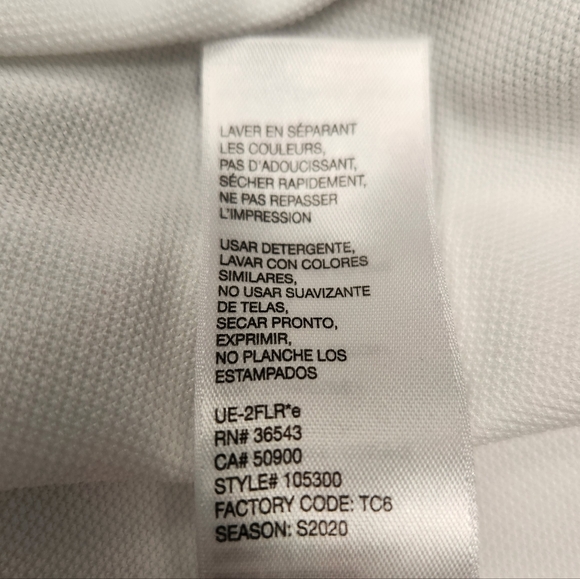 LAVER EN SÉPARANT
LES COULEURS,
PAS D'ADOUCISSANT,
SÉCHER RAPIDEMENT,
NE PAS REPASSER
L'IMPRESSION
USAR DETERGENTE,
LAVAR CON COLORES
SIMILARES,
NO USAR SUAVIZANTE
DE TELAS,
SECAR PRONTO,
EXPRIMIR,
NO PLANCHE LOS
ESTAMPADOS
UE-2FLR*e
RN# 36543
CA# 50900
STYLE# 105300
FACTORY CODE: TC6
SEASON: S2020